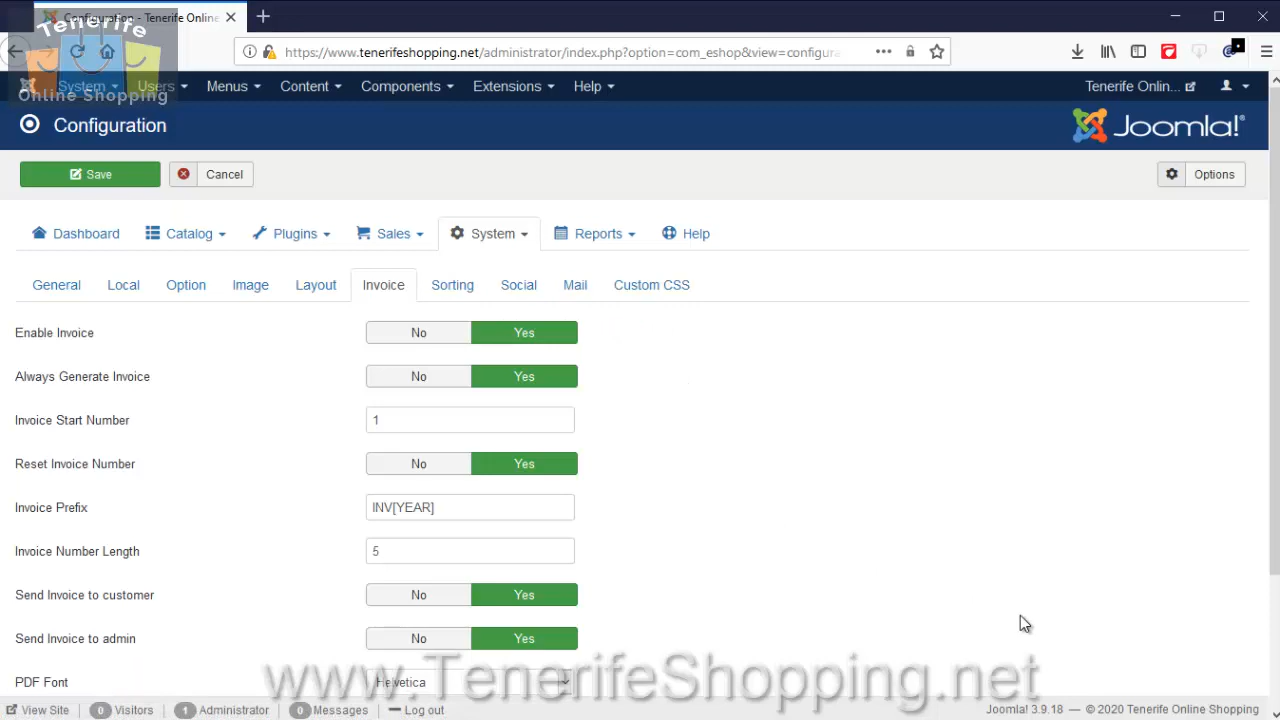 Configuration - Tenerife Online
Tenerife
Online Shopping
https://www.tenerifeshopping.net/administrator/index.php?option=com_eshop&view=configura
System Users Menus Content Components Extensions Help Tenerife Onlin...
Configuration
Joomla!®
Save Cancel Options
Dashboard Catalog Plugins Sales System Reports Help
General Local Option Image Layout Invoice Sorting Social Mail Custom CSS
Enable Invoice No Yes
Always Generate Invoice No Yes
Invoice Start Number 1
Reset Invoice Number No Yes
Invoice Prefix INV[YEAR]
Invoice Number Length 5
Send Invoice to customer No Yes
Send Invoice to admin No Yes
PDF Font Helvetica
www.TenerifeShopping.net
View Site 0 Visitors 1 Administrator 0 Messages Log out Joomla! 3.9.18 — © 2020 Tenerife Online Shopping